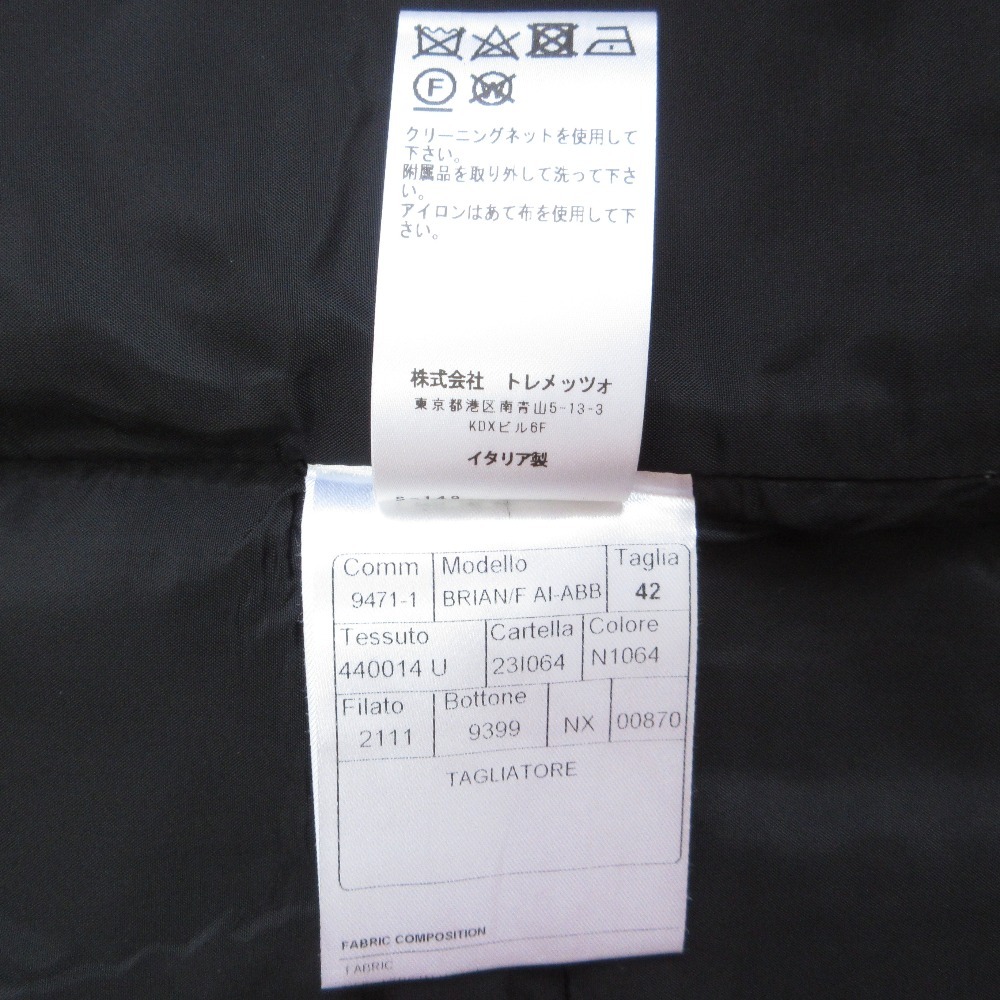 F W
クリーニングネットを使用して
下さい。
附属品を取り外して洗って下さ
い。
アイロンはあて布を使用して下
さい。
株式会社 トレメッツォ
東京都港区南青山5-13-3
KDXビル6F
イタリア製
Comm Modello Taglia
9471-1 BRIAN/F AI-ABB 42
Tessuto Cartella Colore
440014 U 23I064 N1064
Filato Bottone
2111 9399 NX 00870
TAGLIATORE
FABRIC COMPOSITION
FABRIC